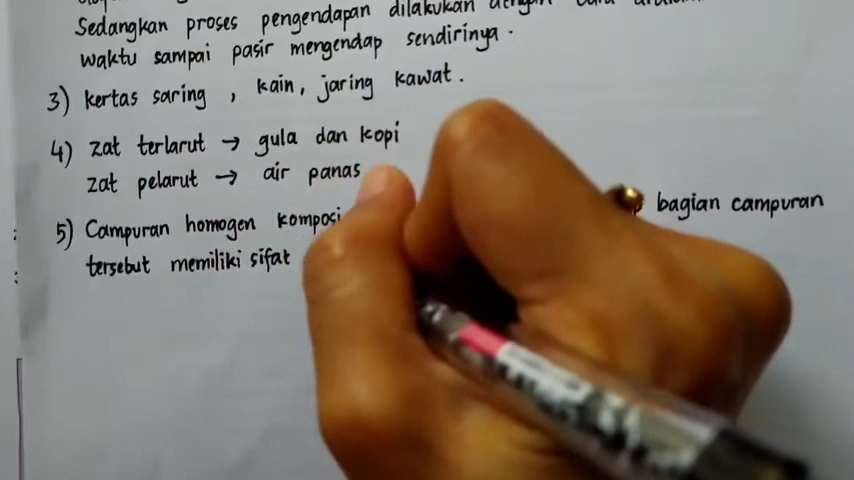 Sedangkan proses pengendapan dilakukan dengan
waktu sampai pasir mengendap sendirinya.
3) kertas saring, kain, jaring kawat.
4) zat terlarut → gula dan kopi
zat pelarut → air panas
5) Campuran homogen bagian campuran
tersebut memiliki sifat